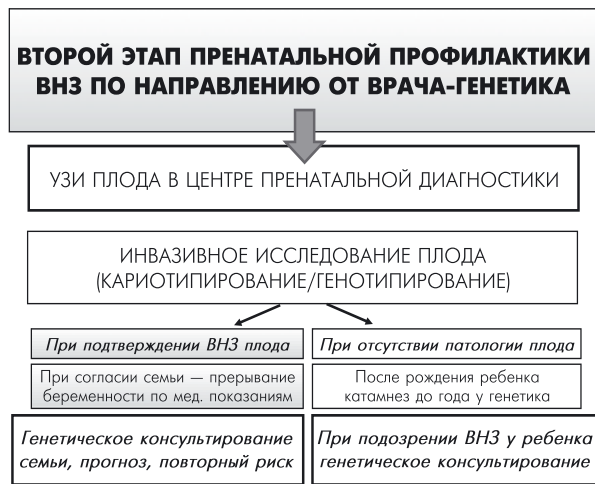 ВТОРОЙ ЭТАП ПРЕНАТАЛЬНОЙ ПРОФИЛАКТИКИ
ВНЗ ПО НАПРАВЛЕНИЮ ОТ ВРАЧА-ГЕНЕТИКА
УЗИ ПЛОДА В ЦЕНТРЕ ПРЕНАТАЛЬНОЙ ДИАГНОСТИКИ
ИНВАЗИВНОЕ ИССЛЕДОВАНИЕ ПЛОДА
(КАРИОТИПИРОВАНИЕ/ГЕНОТИПИРОВАНИЕ)
При подтверждении ВНЗ плода
При согласии семьи — прерывание
беременности по мед. показаниям
Генетическое консультирование
семьи, прогноз, повторный риск
При отсутствии патологии плода
После рождения ребенка
катамнез до года у генетика
При подозрении ВНЗ у ребенка
генетическое консультирование